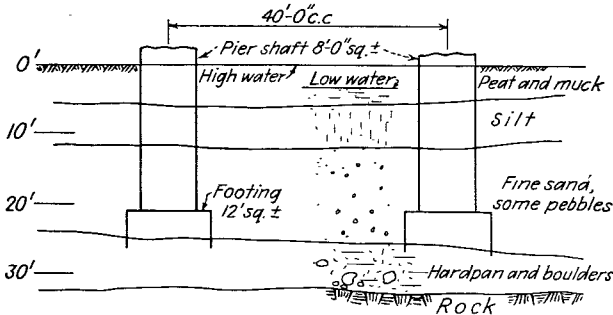 40'-0"c.c
Pier shaft 8'-0"sq.±
0'
High water
Low water
Peat and muck
Silt
10'
Fine sand,
some pebbles
20'
Footing
12'sq.±
30'
Hardpan and boulders
Rock